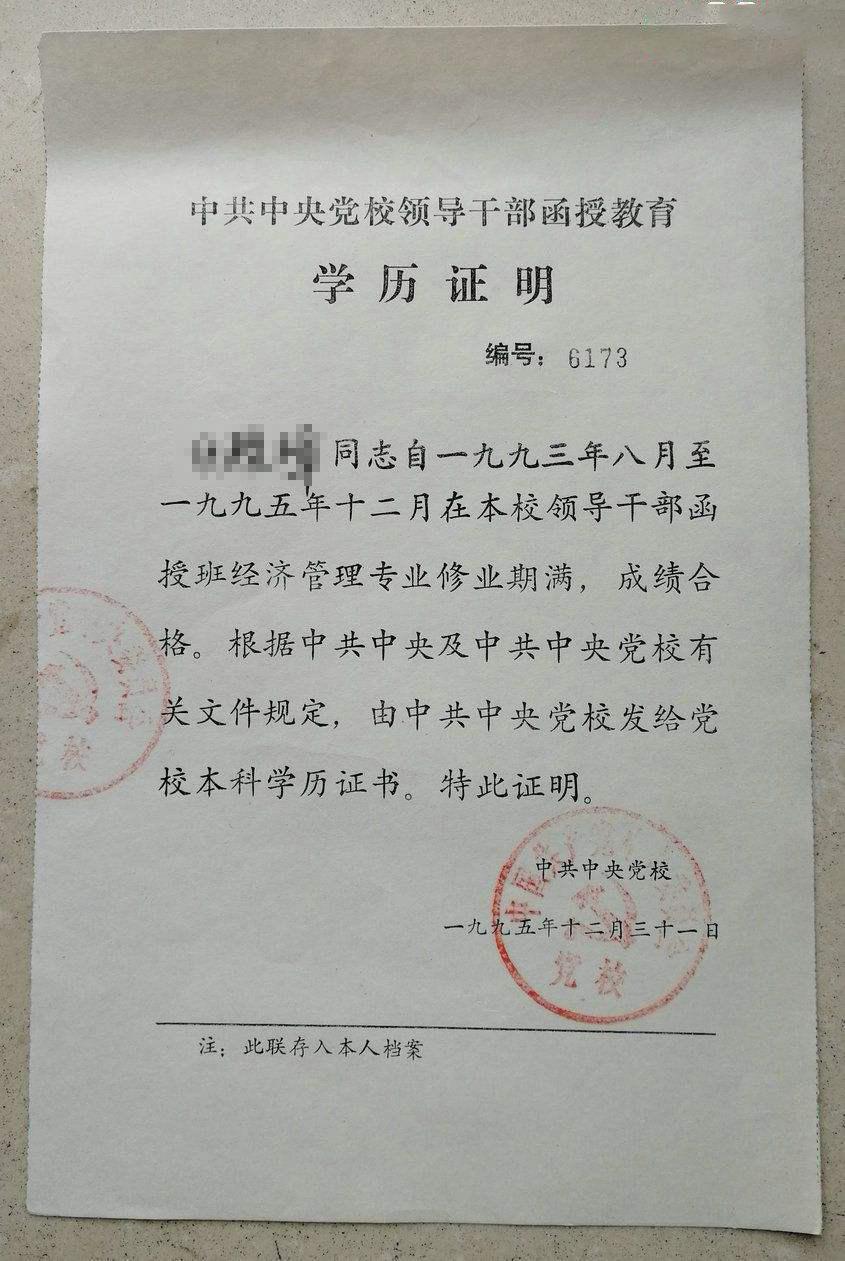 中共中央党校领导干部函授教育
学历证明
编号：6173
同志自一九九三年八月至
一九九五年十二月在本校领导干部函
授班经济管理专业修业期满，成绩合
格。根据中共中央及中共中央党校有
关文件规定，由中共中央党校发给党
校本科学历证书。特此证明。
中共中央党校
一九九五年十二月三十一日
党校
党校
注：此联存入本人档案